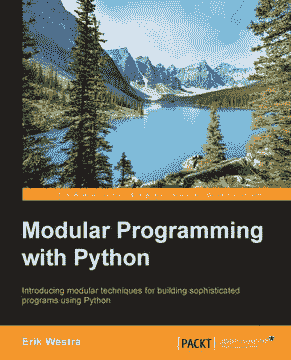 Modular Programming
with Python
Introducing modular techniques for building sophisticated
programs using Python
Erik Westra
[PACKT]